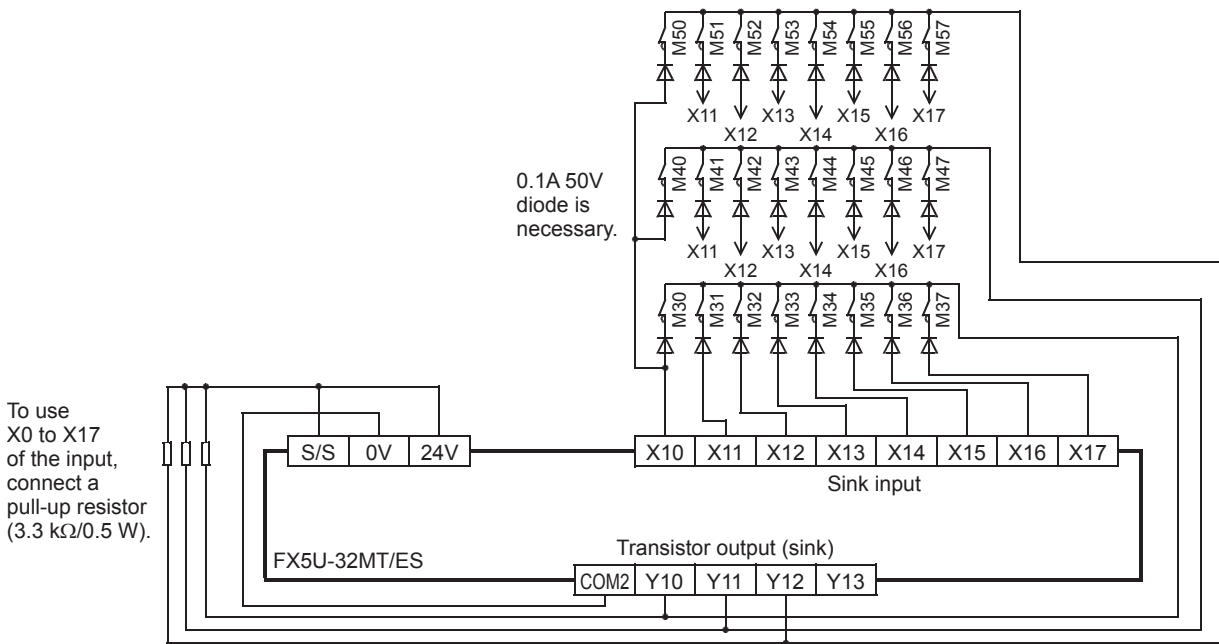 M50 M51 M52 M53 M54 M55 M56 M57
X11 X13 X15 X17
X12 X14 X16
M40 M41 M42 M43 M44 M45 M46 M47
0.1A 50V
diode is
necessary.
X11 X13 X15 X17
X12 X14 X16
M30 M31 M32 M33 M34 M35 M36 M37
To use
X0 to X17
of the input,
connect a
pull-up resistor
(3.3 kΩ/0.5 W).
S/S 0V 24V
X10 X11 X12 X13 X14 X15 X16 X17
Sink input
Transistor output (sink)
FX5U-32MT/ES
COM2 Y10 Y11 Y12 Y13